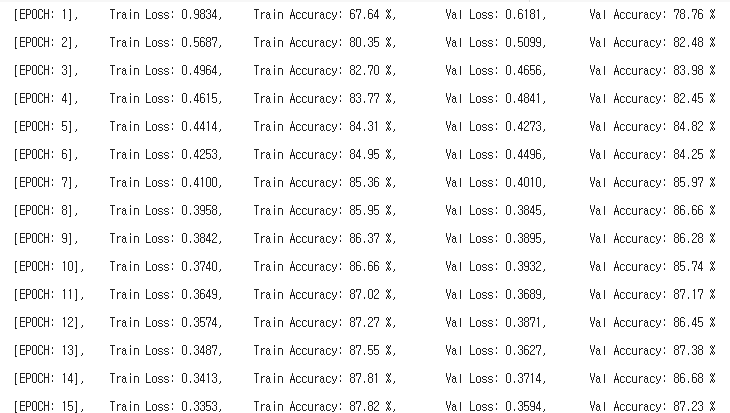 [EPOCH: 1], Train Loss: 0.9834, Train Accuracy: 67.64 %, Val Loss: 0.6181, Val Accuracy: 78.76 %
[EPOCH: 2], Train Loss: 0.5687, Train Accuracy: 80.35 %, Val Loss: 0.5099, Val Accuracy: 82.48 %
[EPOCH: 3], Train Loss: 0.4964, Train Accuracy: 82.70 %, Val Loss: 0.4656, Val Accuracy: 83.98 %
[EPOCH: 4], Train Loss: 0.4615, Train Accuracy: 83.77 %, Val Loss: 0.4841, Val Accuracy: 82.45 %
[EPOCH: 5], Train Loss: 0.4414, Train Accuracy: 84.31 %, Val Loss: 0.4273, Val Accuracy: 84.82 %
[EPOCH: 6], Train Loss: 0.4253, Train Accuracy: 84.95 %, Val Loss: 0.4496, Val Accuracy: 84.25 %
[EPOCH: 7], Train Loss: 0.4100, Train Accuracy: 85.36 %, Val Loss: 0.4010, Val Accuracy: 85.97 %
[EPOCH: 8], Train Loss: 0.3958, Train Accuracy: 85.95 %, Val Loss: 0.3845, Val Accuracy: 86.66 %
[EPOCH: 9], Train Loss: 0.3842, Train Accuracy: 86.37 %, Val Loss: 0.3895, Val Accuracy: 86.28 %
[EPOCH: 10], Train Loss: 0.3740, Train Accuracy: 86.66 %, Val Loss: 0.3932, Val Accuracy: 85.74 %
[EPOCH: 11], Train Loss: 0.3649, Train Accuracy: 87.02 %, Val Loss: 0.3689, Val Accuracy: 87.17 %
[EPOCH: 12], Train Loss: 0.3574, Train Accuracy: 87.27 %, Val Loss: 0.3871, Val Accuracy: 86.45 %
[EPOCH: 13], Train Loss: 0.3487, Train Accuracy: 87.55 %, Val Loss: 0.3627, Val Accuracy: 87.38 %
[EPOCH: 14], Train Loss: 0.3413, Train Accuracy: 87.81 %, Val Loss: 0.3714, Val Accuracy: 86.68 %
[EPOCH: 15], Train Loss: 0.3353, Train Accuracy: 87.82 %, Val Loss: 0.3594, Val Accuracy: 87.23 %